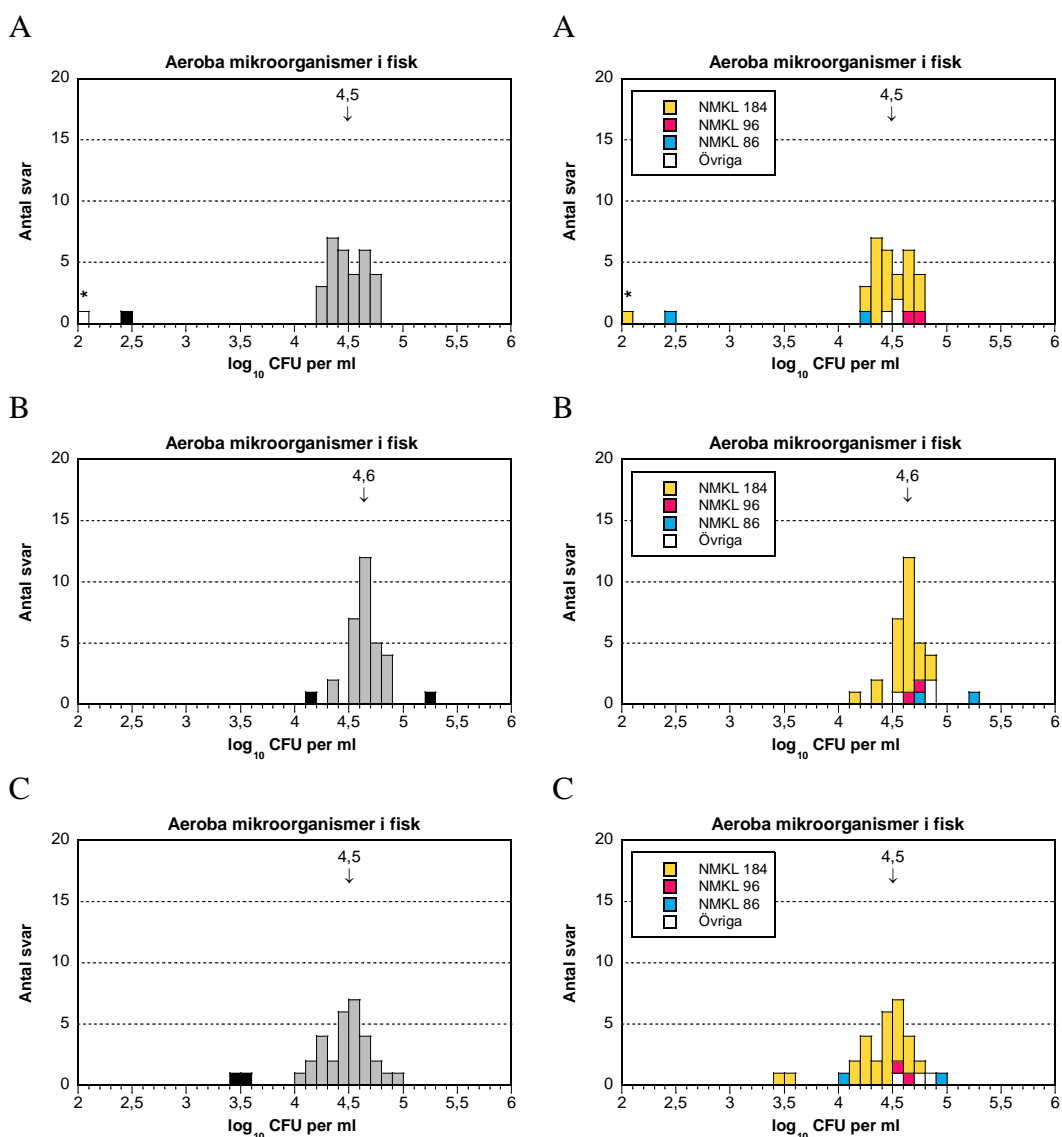 A
Aeroba mikroorganismer i fisk
20
15
10
5
0
Antal svar
4,5
↓
*
2 2,5 3 3,5 4 4,5 5 5,5 6
log10 CFU per ml
A
Aeroba mikroorganismer i fisk
20
15
10
5
0
Antal svar
NMKL 184
NMKL 96
NMKL 86
Övriga
4,5
↓
*
2 2,5 3 3,5 4 4,5 5 5,5 6
log10 CFU per ml
B
Aeroba mikroorganismer i fisk
20
15
10
5
0
Antal svar
4,6
↓
2 2,5 3 3,5 4 4,5 5 5,5 6
log10 CFU per ml
B
Aeroba mikroorganismer i fisk
20
15
10
5
0
Antal svar
NMKL 184
NMKL 96
NMKL 86
Övriga
4,6
↓
2 2,5 3 3,5 4 4,5 5 5,5 6
log10 CFU per ml
C
Aeroba mikroorganismer i fisk
20
15
10
5
0
Antal svar
4,5
↓
2 2,5 3 3,5 4 4,5 5 5,5 6
log10 CFU per ml
C
Aeroba mikroorganismer i fisk
20
15
10
5
0
Antal svar
NMKL 184
NMKL 96
NMKL 86
Övriga
4,5
↓
2 2,5 3 3,5 4 4,5 5 5,5 6
log10 CFU per ml